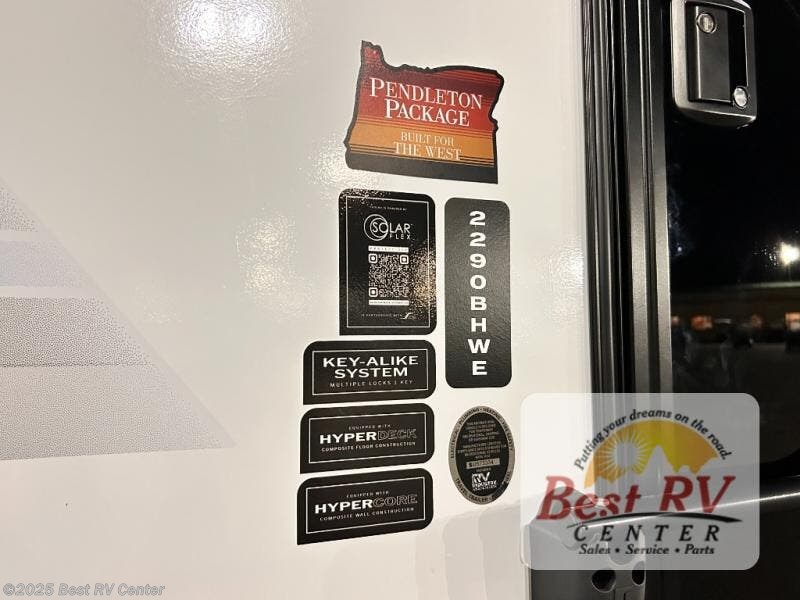 PENDLETON
PACKAGE
BUILT FOR
THE WEST
SOLAR
FLEX
2290BHWE
KEY-ALIKE
SYSTEM
MULTIPLE LOCKS 1 KEY
EQUIPPED WITH
HYPERDECK
COMPOSITE FLOOR CONSTRUCTION
EQUIPPED WITH
HYPERCORE
COMPOSITE WALL CONSTRUCTION
RV
Putting your dreams on the road.
BEST RV
CENTER
Sales • Service • Parts
©2025 Best RV Center